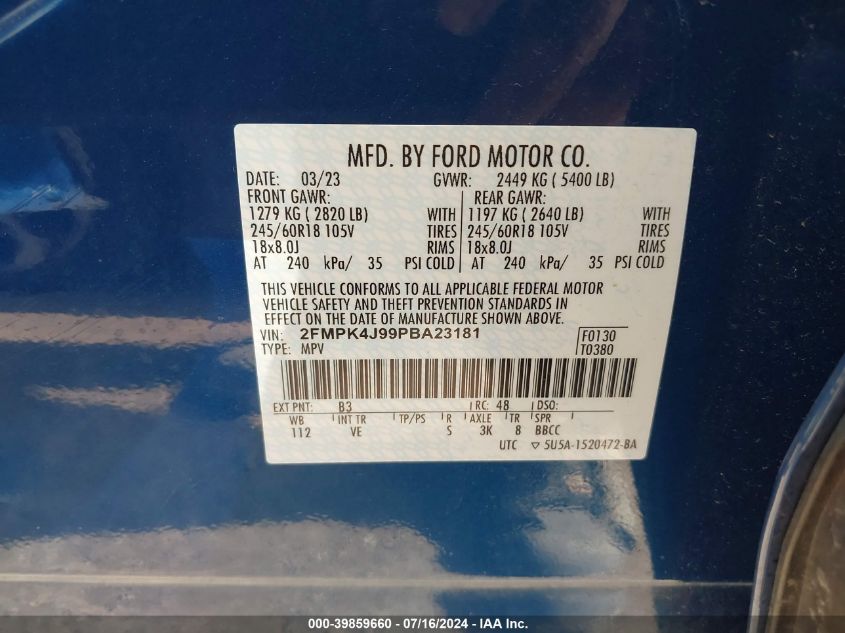 MFD. BY FORD MOTOR CO.
DATE: 03/23 GVWR: 2449 KG ( 5400 LB)
FRONT GAWR: REAR GAWR:
1279 KG ( 2820 LB) WITH 1197 KG ( 2640 LB) WITH
245/60R18 105V TIRES 245/60R18 105V TIRES
18x8.0J RIMS 18x8.0J RIMS
AT 240 kPa/ 35 PSI COLD AT 240 kPa/ 35 PSI COLD
THIS VEHICLE CONFORMS TO ALL APPLICABLE FEDERAL MOTOR
VEHICLE SAFETY AND THEFT PREVENTION STANDARDS IN
EFFECT ON THE DATE OF MANUFACTURE SHOWN ABOVE.
VIN: 2FMPK4J99PBA23181 F0130
TYPE: MPV T0380
EXT PNT: B3 RC: 48 DSO:
WB INT TR TP/PS R AXLE TR SPR
112 VE S 3K 8 BBCC
UTC ▽ 5U5A-1520472-BA
000-39859660 - 07/16/2024 - IAAI.com